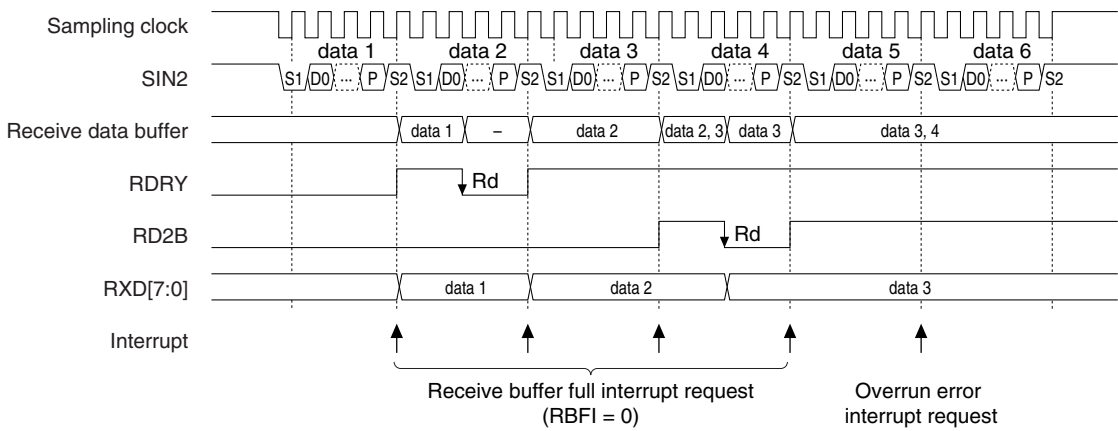 Sampling clock
data 1 data 2 data 3 data 4 data 5 data 6
SIN2 S1 D0 ... P S2 S1 D0 ... P S2 S1 D0 ... P S2 S1 D0 ... P S2 S1 D0 ... P S2 S1 D0 ... P S2
Receive data buffer data 1 – data 2 data 2, 3 data 3 data 3, 4
RDRY Rd
RD2B Rd
RXD[7:0] data 1 data 2 data 3
Interrupt
Receive buffer full interrupt request Overrun error
(RBFI = 0) interrupt request